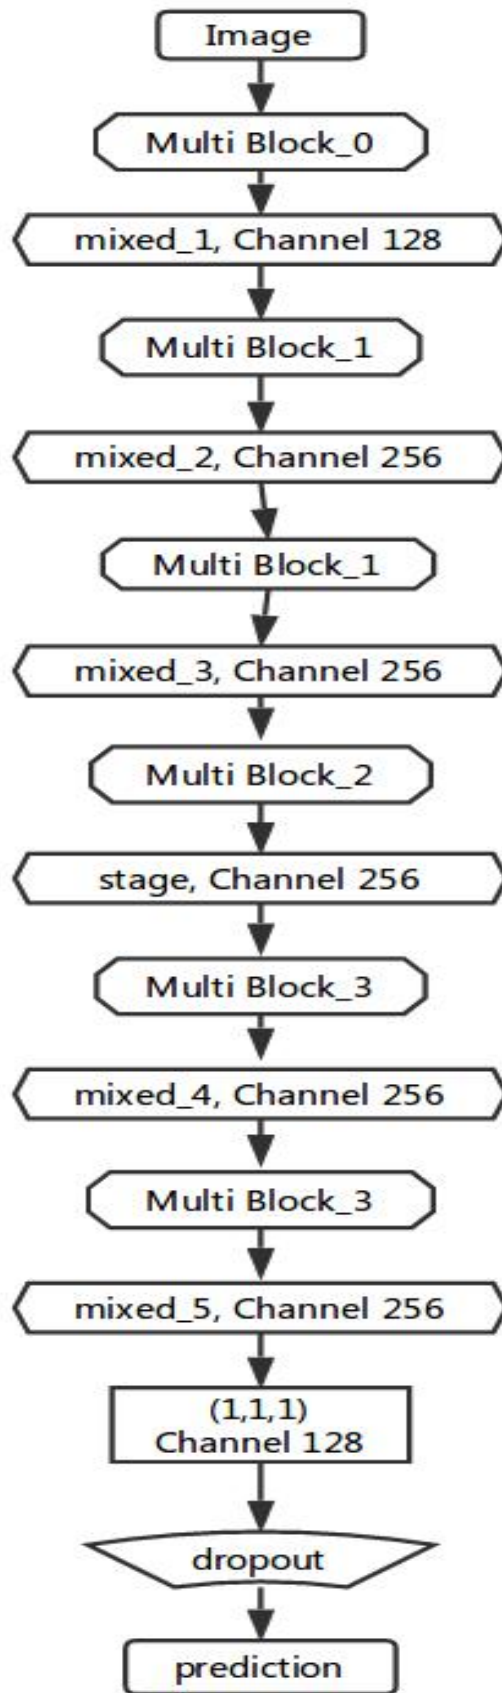 Image
Multi Block_0
mixed_1, Channel 128
Multi Block_1
mixed_2, Channel 256
Multi Block_1
mixed_3, Channel 256
Multi Block_2
stage, Channel 256
Multi Block_3
mixed_4, Channel 256
Multi Block_3
mixed_5, Channel 256
(1,1,1)
Channel 128
dropout
prediction